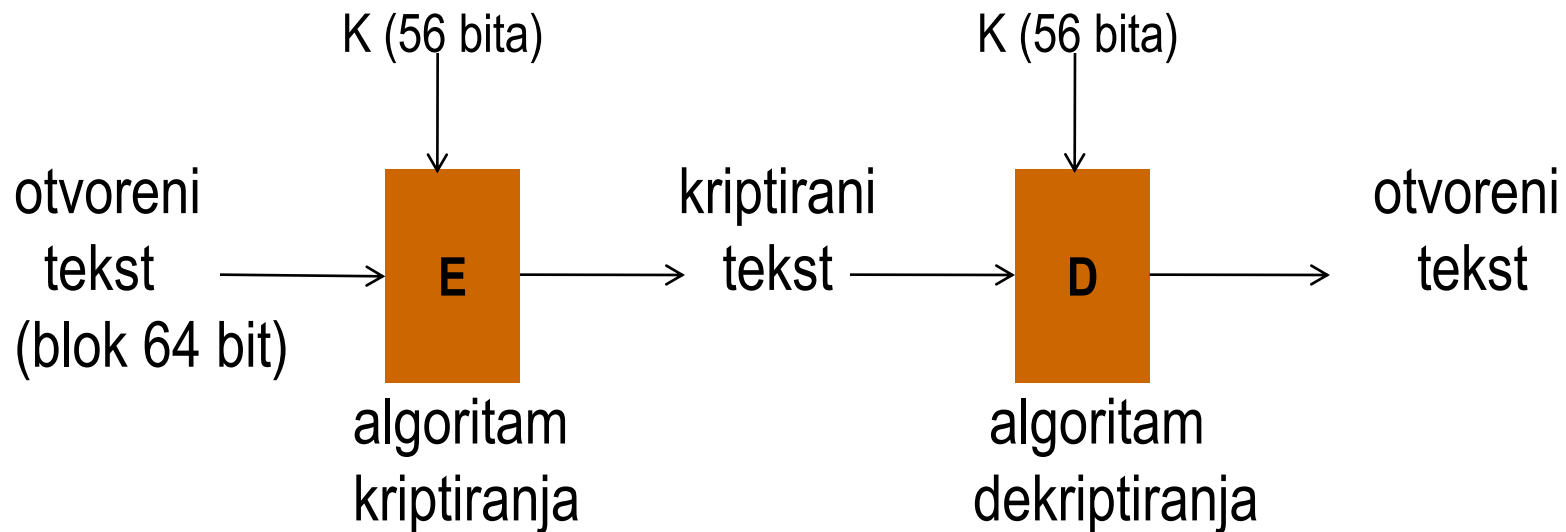 K (56 bita)
K (56 bita)
otvoreni
tekst
(blok 64 bit)
E
algoritam
kriptiranja
kriptirani
tekst
D
algoritam
dekriptiranja
otvoreni
tekst